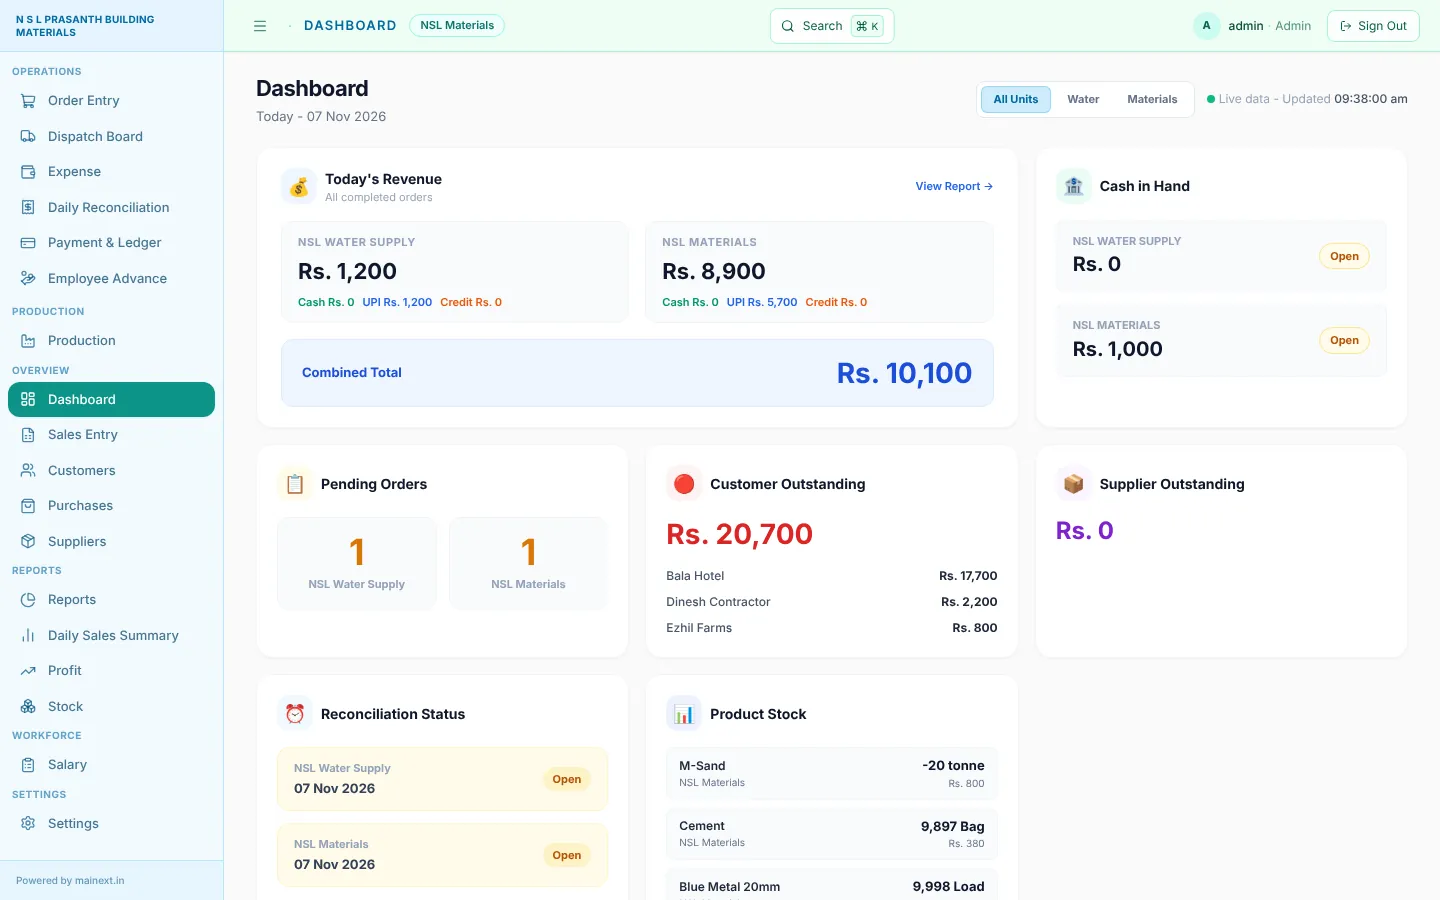 N S L PRASANTH BUILDING
MATERIALS
OPERATIONS
Order Entry
Dispatch Board
Expense
Daily Reconciliation
Payment & Ledger
Employee Advance
PRODUCTION
Production
OVERVIEW
Dashboard
Sales Entry
Customers
Purchases
Suppliers
REPORTS
Reports
Daily Sales Summary
Profit
Stock
WORKFORCE
Salary
SETTINGS
Settings
Powered by mainext.in
· DASHBOARD NSL Materials
Search ⌘ K
A admin · Admin
Sign Out
Dashboard
Today - 07 Nov 2026
All Units Water Materials
Live data - Updated 09:38:00 am
Today's Revenue
All completed orders
View Report →
NSL WATER SUPPLY
Rs. 1,200
Cash Rs. 0 UPI Rs. 1,200 Credit Rs. 0
NSL MATERIALS
Rs. 8,900
Cash Rs. 0 UPI Rs. 5,700 Credit Rs. 0
Combined Total Rs. 10,100
Cash in Hand
NSL WATER SUPPLY
Rs. 0
Open
NSL MATERIALS
Rs. 1,000
Open
Pending Orders
1
NSL Water Supply
1
NSL Materials
Customer Outstanding
Rs. 20,700
Bala Hotel Rs. 17,700
Dinesh Contractor Rs. 2,200
Ezhil Farms Rs. 800
Supplier Outstanding
Rs. 0
Reconciliation Status
NSL Water Supply
07 Nov 2026
Open
NSL Materials
07 Nov 2026
Open
Product Stock
M-Sand -20 tonne
NSL Materials Rs. 800
Cement 9,897 Bag
NSL Materials Rs. 380
Blue Metal 20mm 9,998 Load